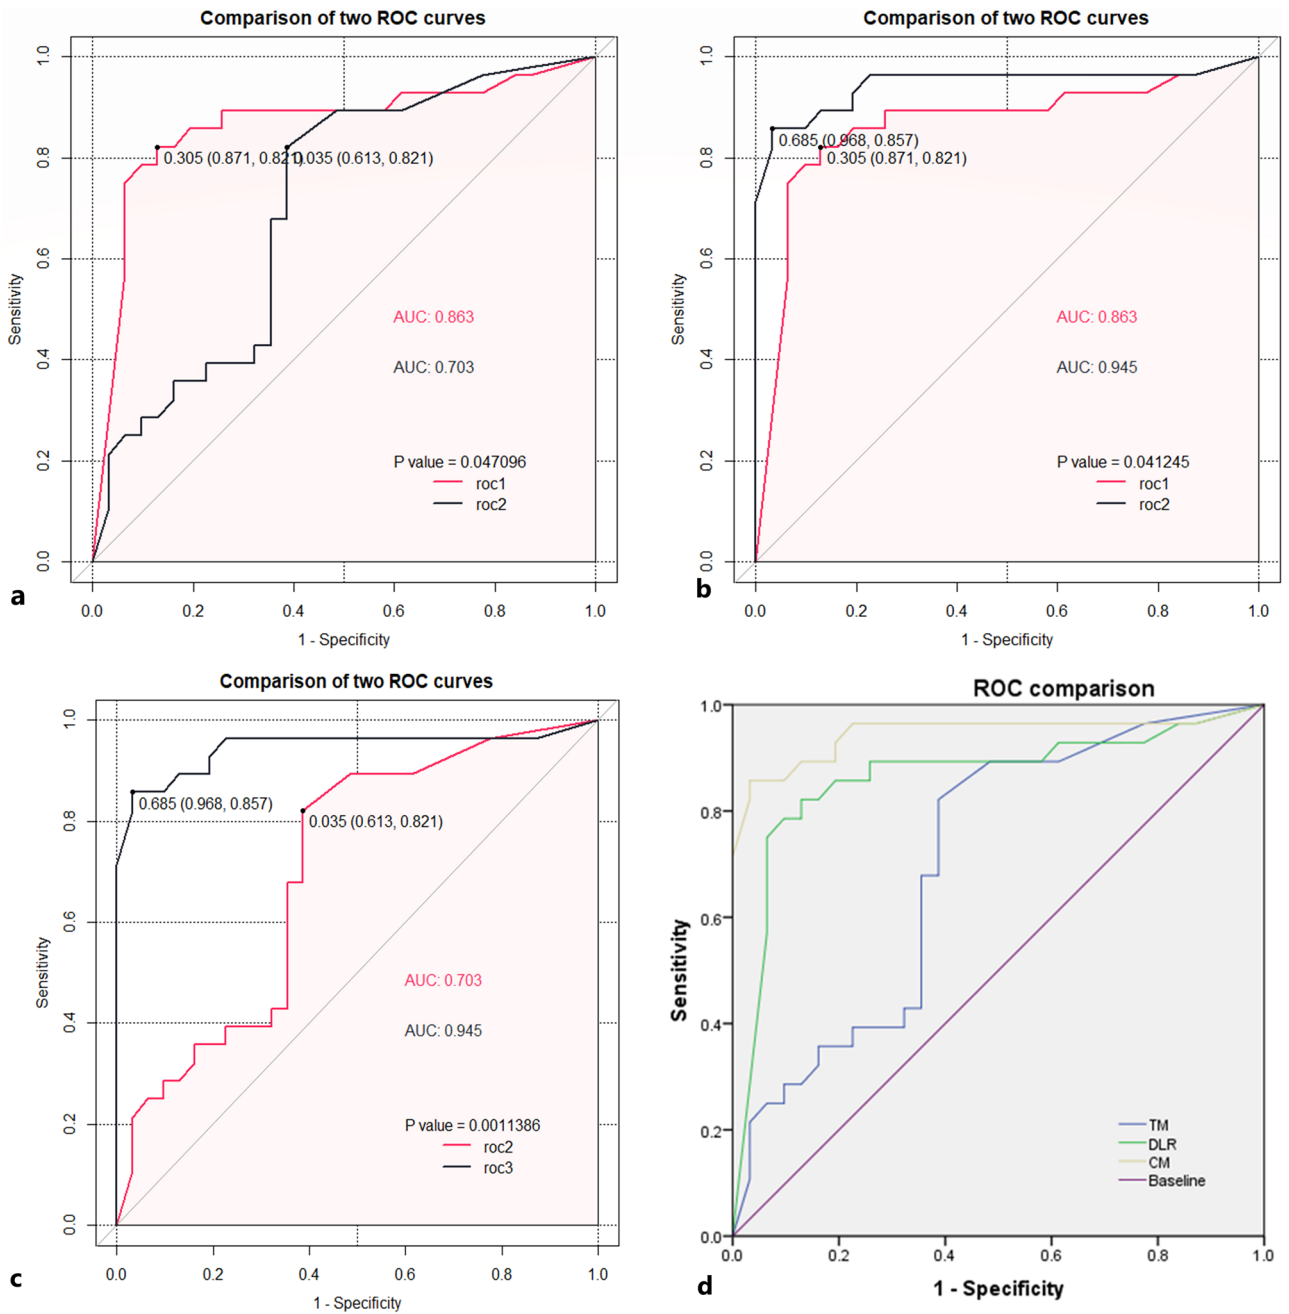 Comparison of two ROC curves
1.0
0.8
0.6
0.4
0.2
0.0
Sensitivity
0.305 (0.871, 0.821)
0.035 (0.613, 0.821)
AUC: 0.863
AUC: 0.703
P value = 0.047096
roc1
roc2
0.0 0.2 0.4 0.6 0.8 1.0
1 - Specificity
a
Comparison of two ROC curves
1.0
0.8
0.6
0.4
0.2
0.0
Sensitivity
0.685 (0.968, 0.857)
0.305 (0.871, 0.821)
AUC: 0.863
AUC: 0.945
P value = 0.041245
roc1
roc2
0.0 0.2 0.4 0.6 0.8 1.0
1 - Specificity
b
Comparison of two ROC curves
1.0
0.8
0.6
0.4
0.2
0.0
Sensitivity
0.685 (0.968, 0.857)
0.035 (0.613, 0.821)
AUC: 0.703
AUC: 0.945
P value = 0.0011386
roc2
roc3
0.0 0.2 0.4 0.6 0.8 1.0
1 - Specificity
c
ROC comparison
1.0
0.8
0.6
0.4
0.2
0.0
Sensitivity
TM
DLR
CM
Baseline
0.0 0.2 0.4 0.6 0.8 1.0
1 - Specificity
d